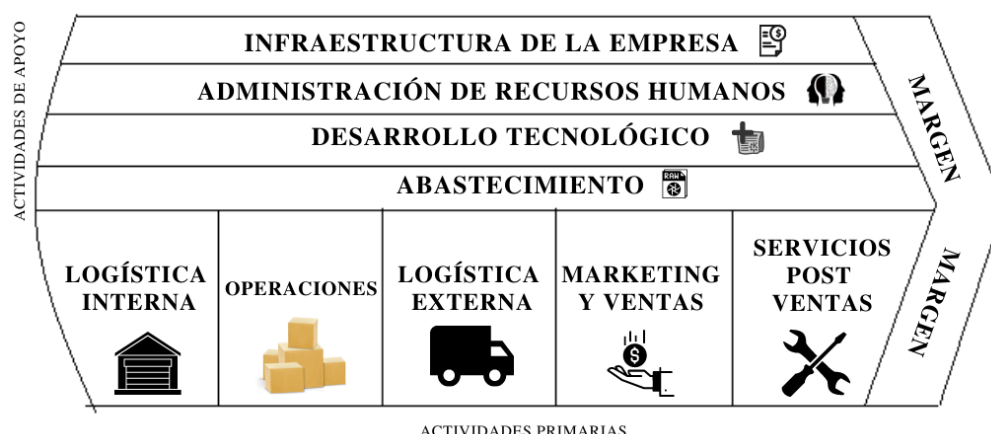 ACTIVIDADES DE APOYO
INFRAESTRUCTURA DE LA EMPRESA
ADMINISTRACIÓN DE RECURSOS HUMANOS
DESARROLLO TECNOLÓGICO
ABASTECIMIENTO
RAW
MARGEN
LOGÍSTICA
INTERNA
OPERACIONES
LOGÍSTICA
EXTERNA
MARKETING
Y VENTAS
SERVICIOS
POST
VENTAS
MARGEN
ACTIVIDADES PRIMARIAS